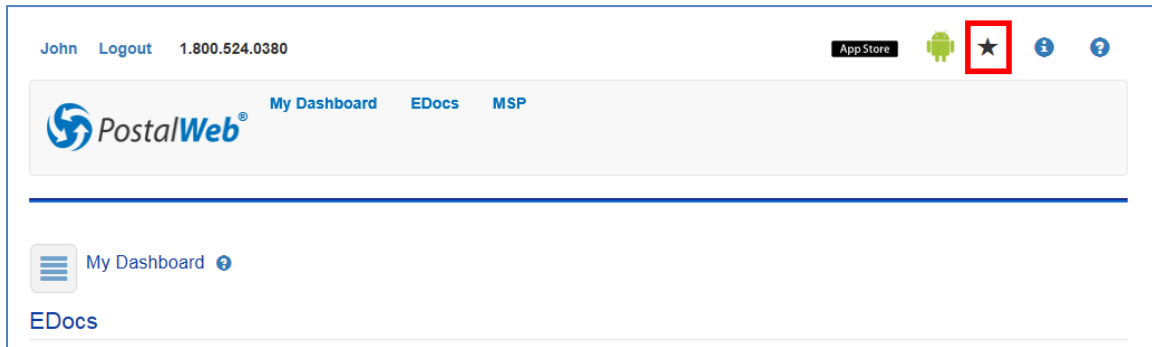 John Logout 1.800.524.0380 App Store
PostalWeb® My Dashboard EDocs MSP
My Dashboard
EDocs